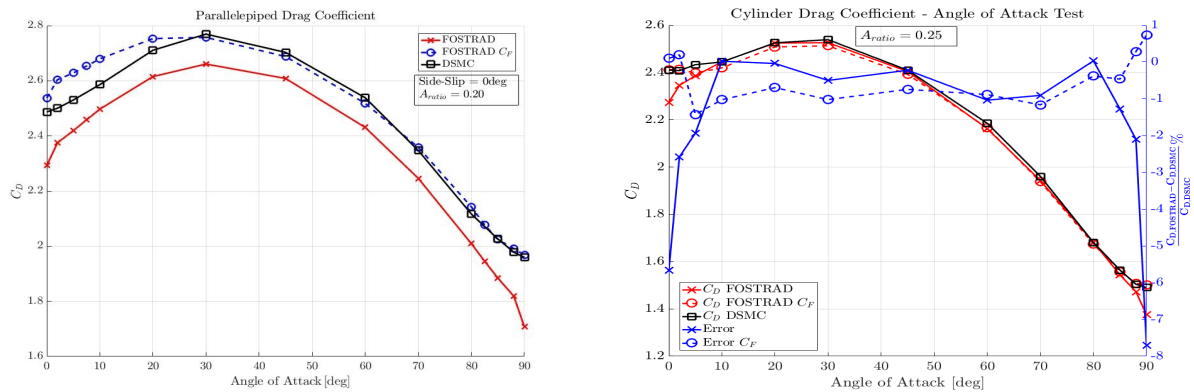 Parallelepiped Drag Coefficient
2.8
2.6
2.4
2.2
2
1.8
1.6
C_D
0
10
20
30
40
50
60
70
80
90
Angle of Attack [deg]
FOSTRAD
FOSTRAD C_F
DSMC
Side-Slip = 0deg
A_ratio = 0.20
Cylinder Drag Coefficient - Angle of Attack Test
2.6
2.4
2.2
2
1.8
1.6
1.4
1.2
C_D
0
10
20
30
40
50
60
70
80
90
Angle of Attack [deg]
A_ratio = 0.25
C_D FOSTRAD
C_D FOSTRAD C_F
C_D DSMC
Error
Error C_F
1
0
-1
-2
-3
-4
-5
-6
-7
-8
C_D,FOSTRAD-C_D,DSMC %
C_D,DSMC